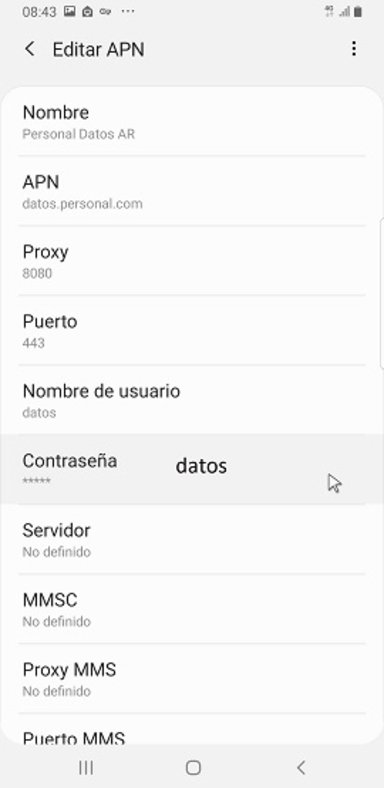 08:43
Editar APN
Nombre
Personal Datos AR
APN
datos.personal.com
Proxy
8080
Puerto
443
Nombre de usuario
datos
Contraseña
datos
*****
Servidor
No definido
MMSC
No definido
Proxy MMS
No definido
Puerto MMS